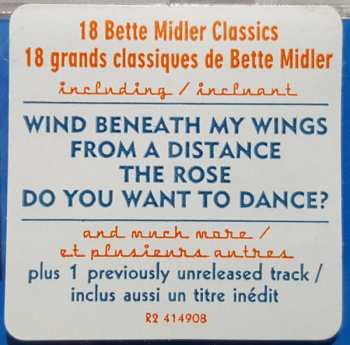 18 Bette Midler Classics
18 grands classiques de Bette Midler
including / incluant
WIND BENEATH MY WINGS
FROM A DISTANCE
THE ROSE
DO YOU WANT TO DANCE?
and much more /
et plusieurs autres
plus 1 previously unreleased track /
inclus aussi un titre inédit
R2 414908